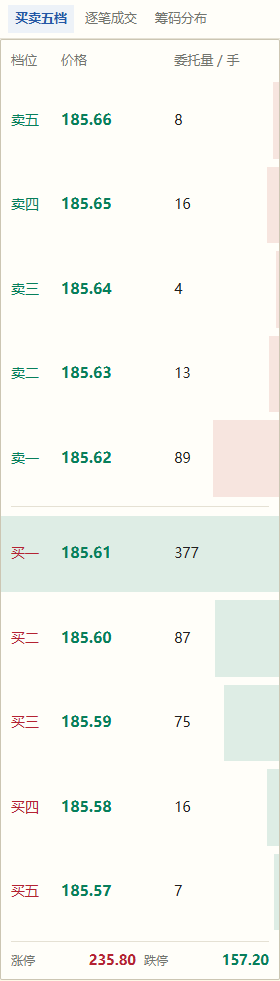 买卖五档 逐笔成交 筹码分布
档位 价格 委托量 / 手
卖五 185.66 8
卖四 185.65 16
卖三 185.64 4
卖二 185.63 13
卖一 185.62 89
买一 185.61 377
买二 185.60 87
买三 185.59 75
买四 185.58 16
买五 185.57 7
涨停 235.80 跌停 157.20